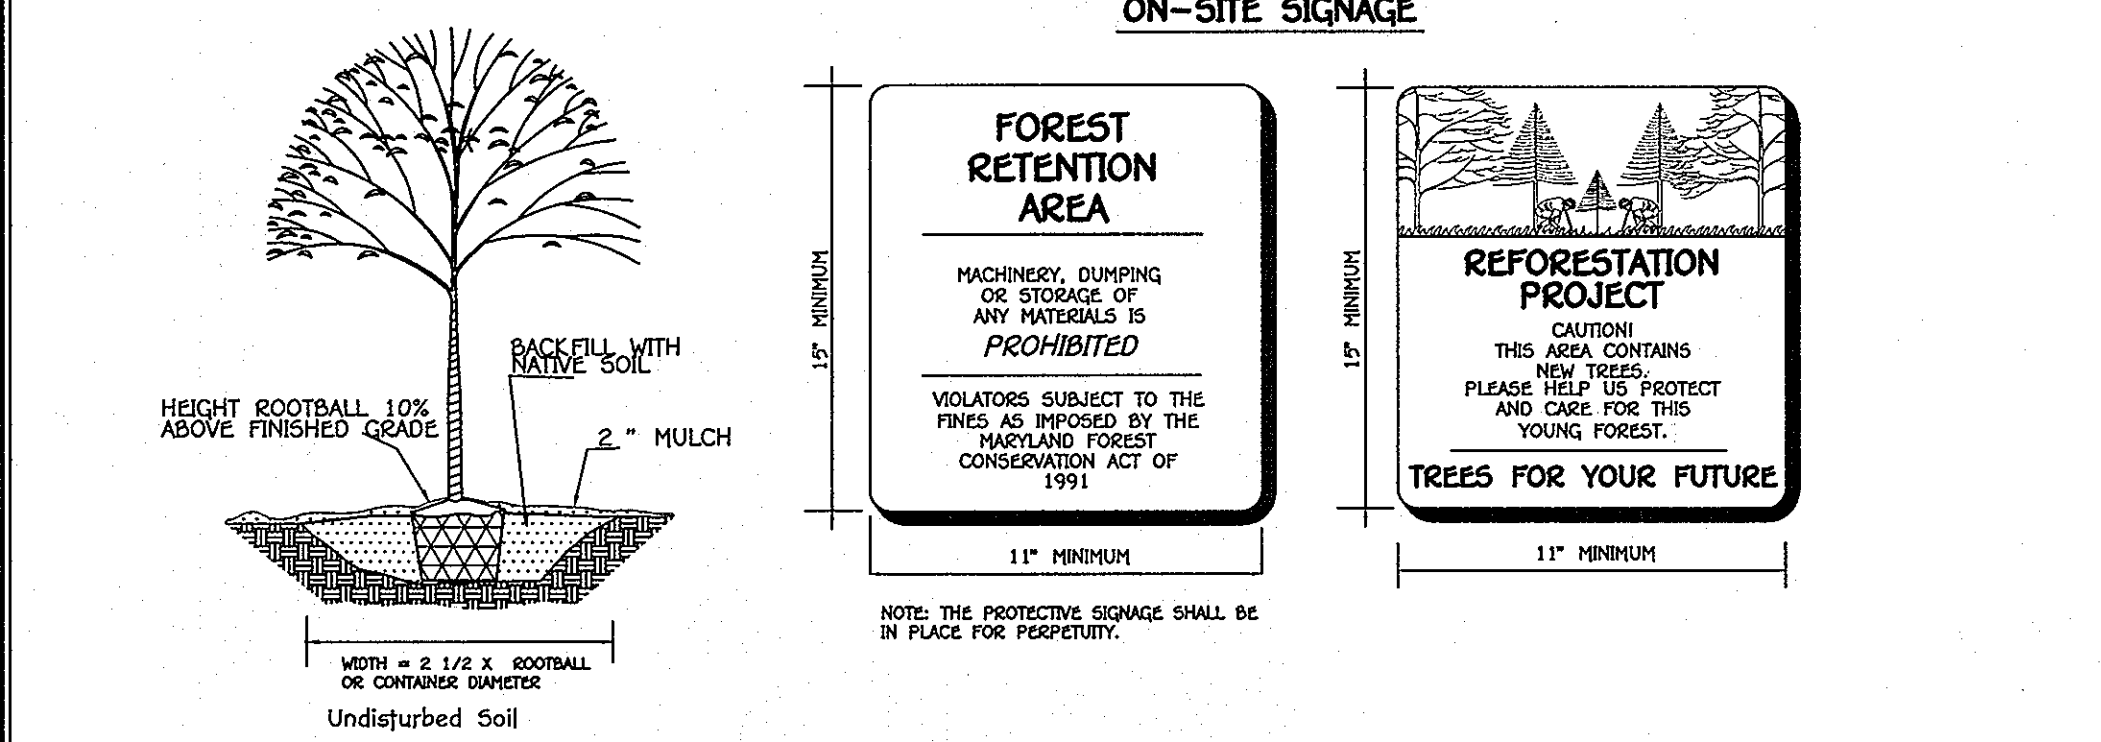 ON-SITE SIGNAGE
BACKFILL WITH
NATIVE SOIL
HEIGHT ROOTBALL 10%
ABOVE FINISHED GRADE
2 " MULCH
WIDTH = 2 1/2 X ROOTBALL
OR CONTAINER DIAMETER
Undisturbed Soil
15" MINIMUM
FOREST
RETENTION
AREA
MACHINERY, DUMPING
OR STORAGE OF
ANY MATERIALS IS
PROHIBITED
VIOLATORS SUBJECT TO THE
FINES AS IMPOSED BY THE
MARYLAND FOREST
CONSERVATION ACT OF
1991
11" MINIMUM
NOTE: THE PROTECTIVE SIGNAGE SHALL BE
IN PLACE FOR PERPETUITY.
15" MINIMUM
REFORESTATION
PROJECT
CAUTION!
THIS AREA CONTAINS
NEW TREES.
PLEASE HELP US PROTECT
AND CARE FOR THIS
YOUNG FOREST.
TREES FOR YOUR FUTURE
11" MINIMUM